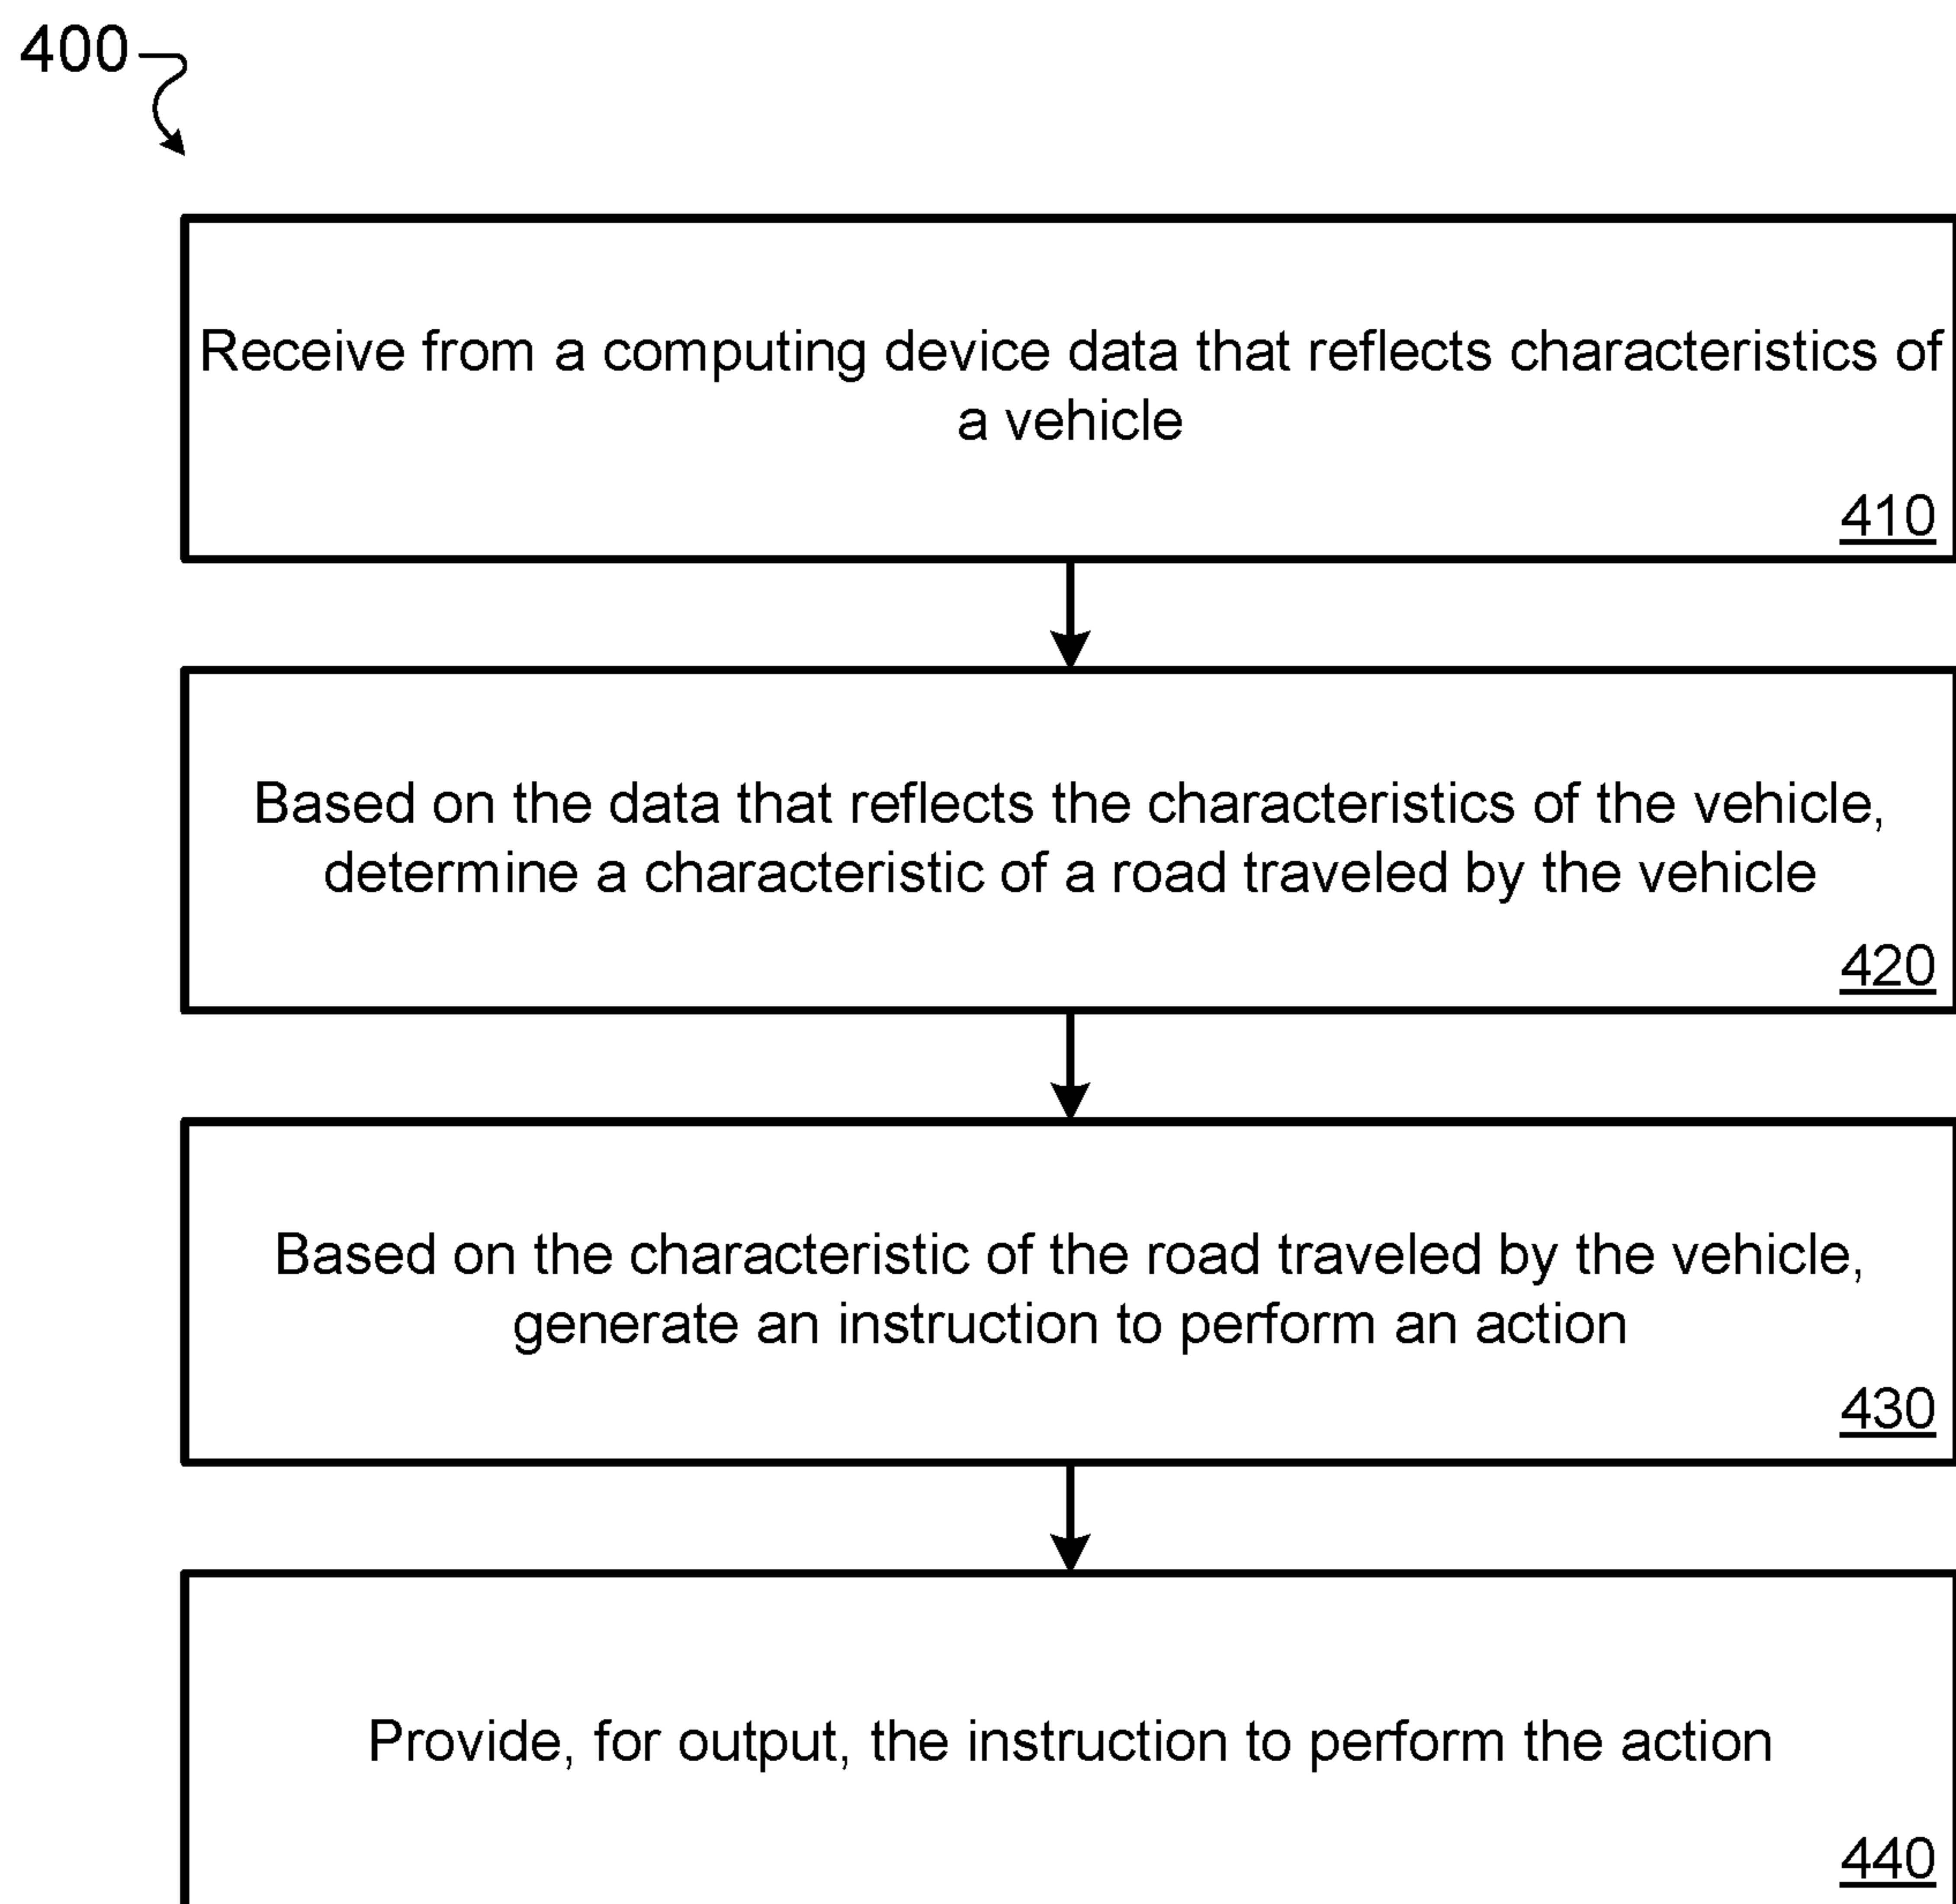 400
Receive from a computing device data that reflects characteristics of
a vehicle
410
Based on the data that reflects the characteristics of the vehicle,
determine a characteristic of a road traveled by the vehicle
420
Based on the characteristic of the road traveled by the vehicle,
generate an instruction to perform an action
430
Provide, for output, the instruction to perform the action
440